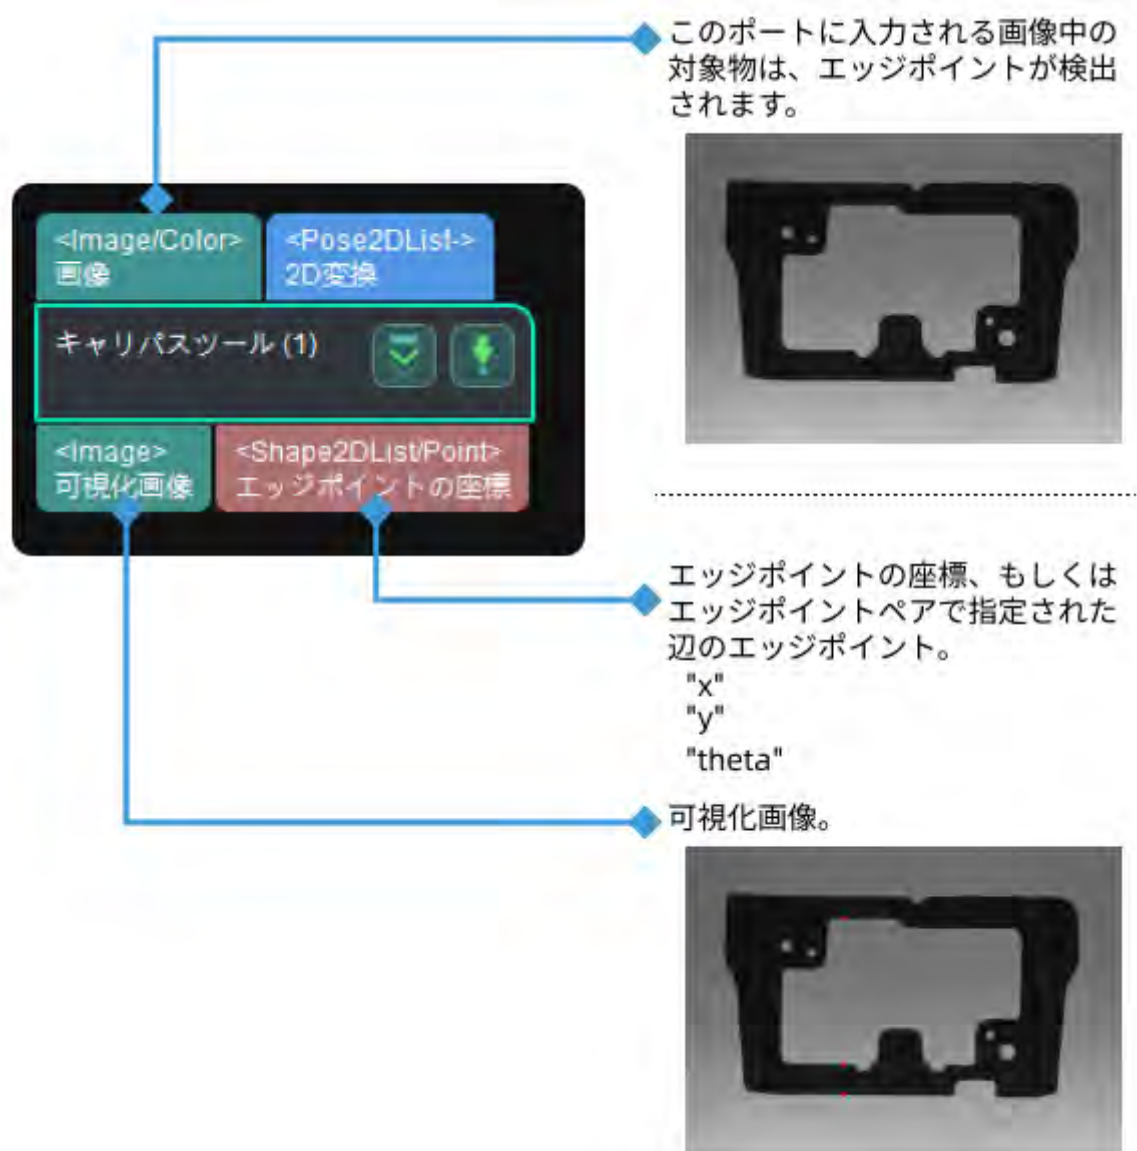 このポートに入力される画像中の
対象物は、エッジポイントが検出
されます。
<Image/Color>
画像
<Pose2DList->
2D変換
キャリパスツール (1)
<Image>
可視化画像
<Shape2DList/Point>
エッジポイントの座標
エッジポイントの座標、もしくは
エッジポイントペアで指定された
辺のエッジポイント。
"x"
"y"
"theta"
可視化画像。